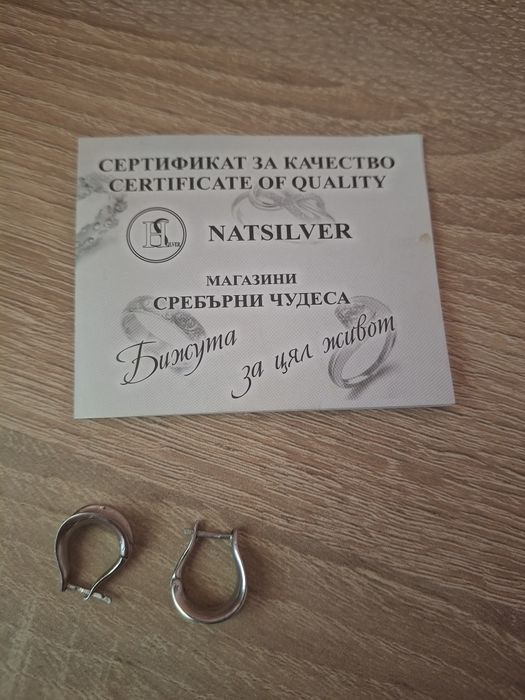 СЕРТИФИКАТ ЗА КАЧЕСТВО
CERTIFICATE OF QUALITY
NATSILVER
МАГАЗИНИ
СРЕБЪРНИ ЧУДЕСА
Бижута
за цял живот